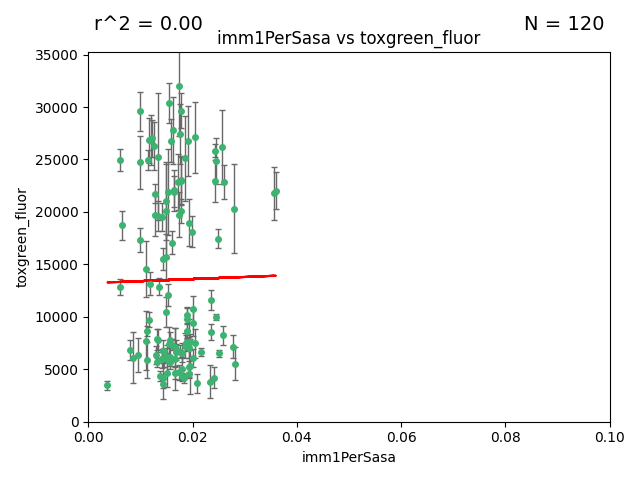 r^2 = 0.00
N = 120
imm1PerSasa vs toxgreen_fluor
35000
30000
25000
20000
15000
10000
5000
0
toxgreen_fluor
0.00
0.02
0.04
0.06
0.08
0.10
imm1PerSasa